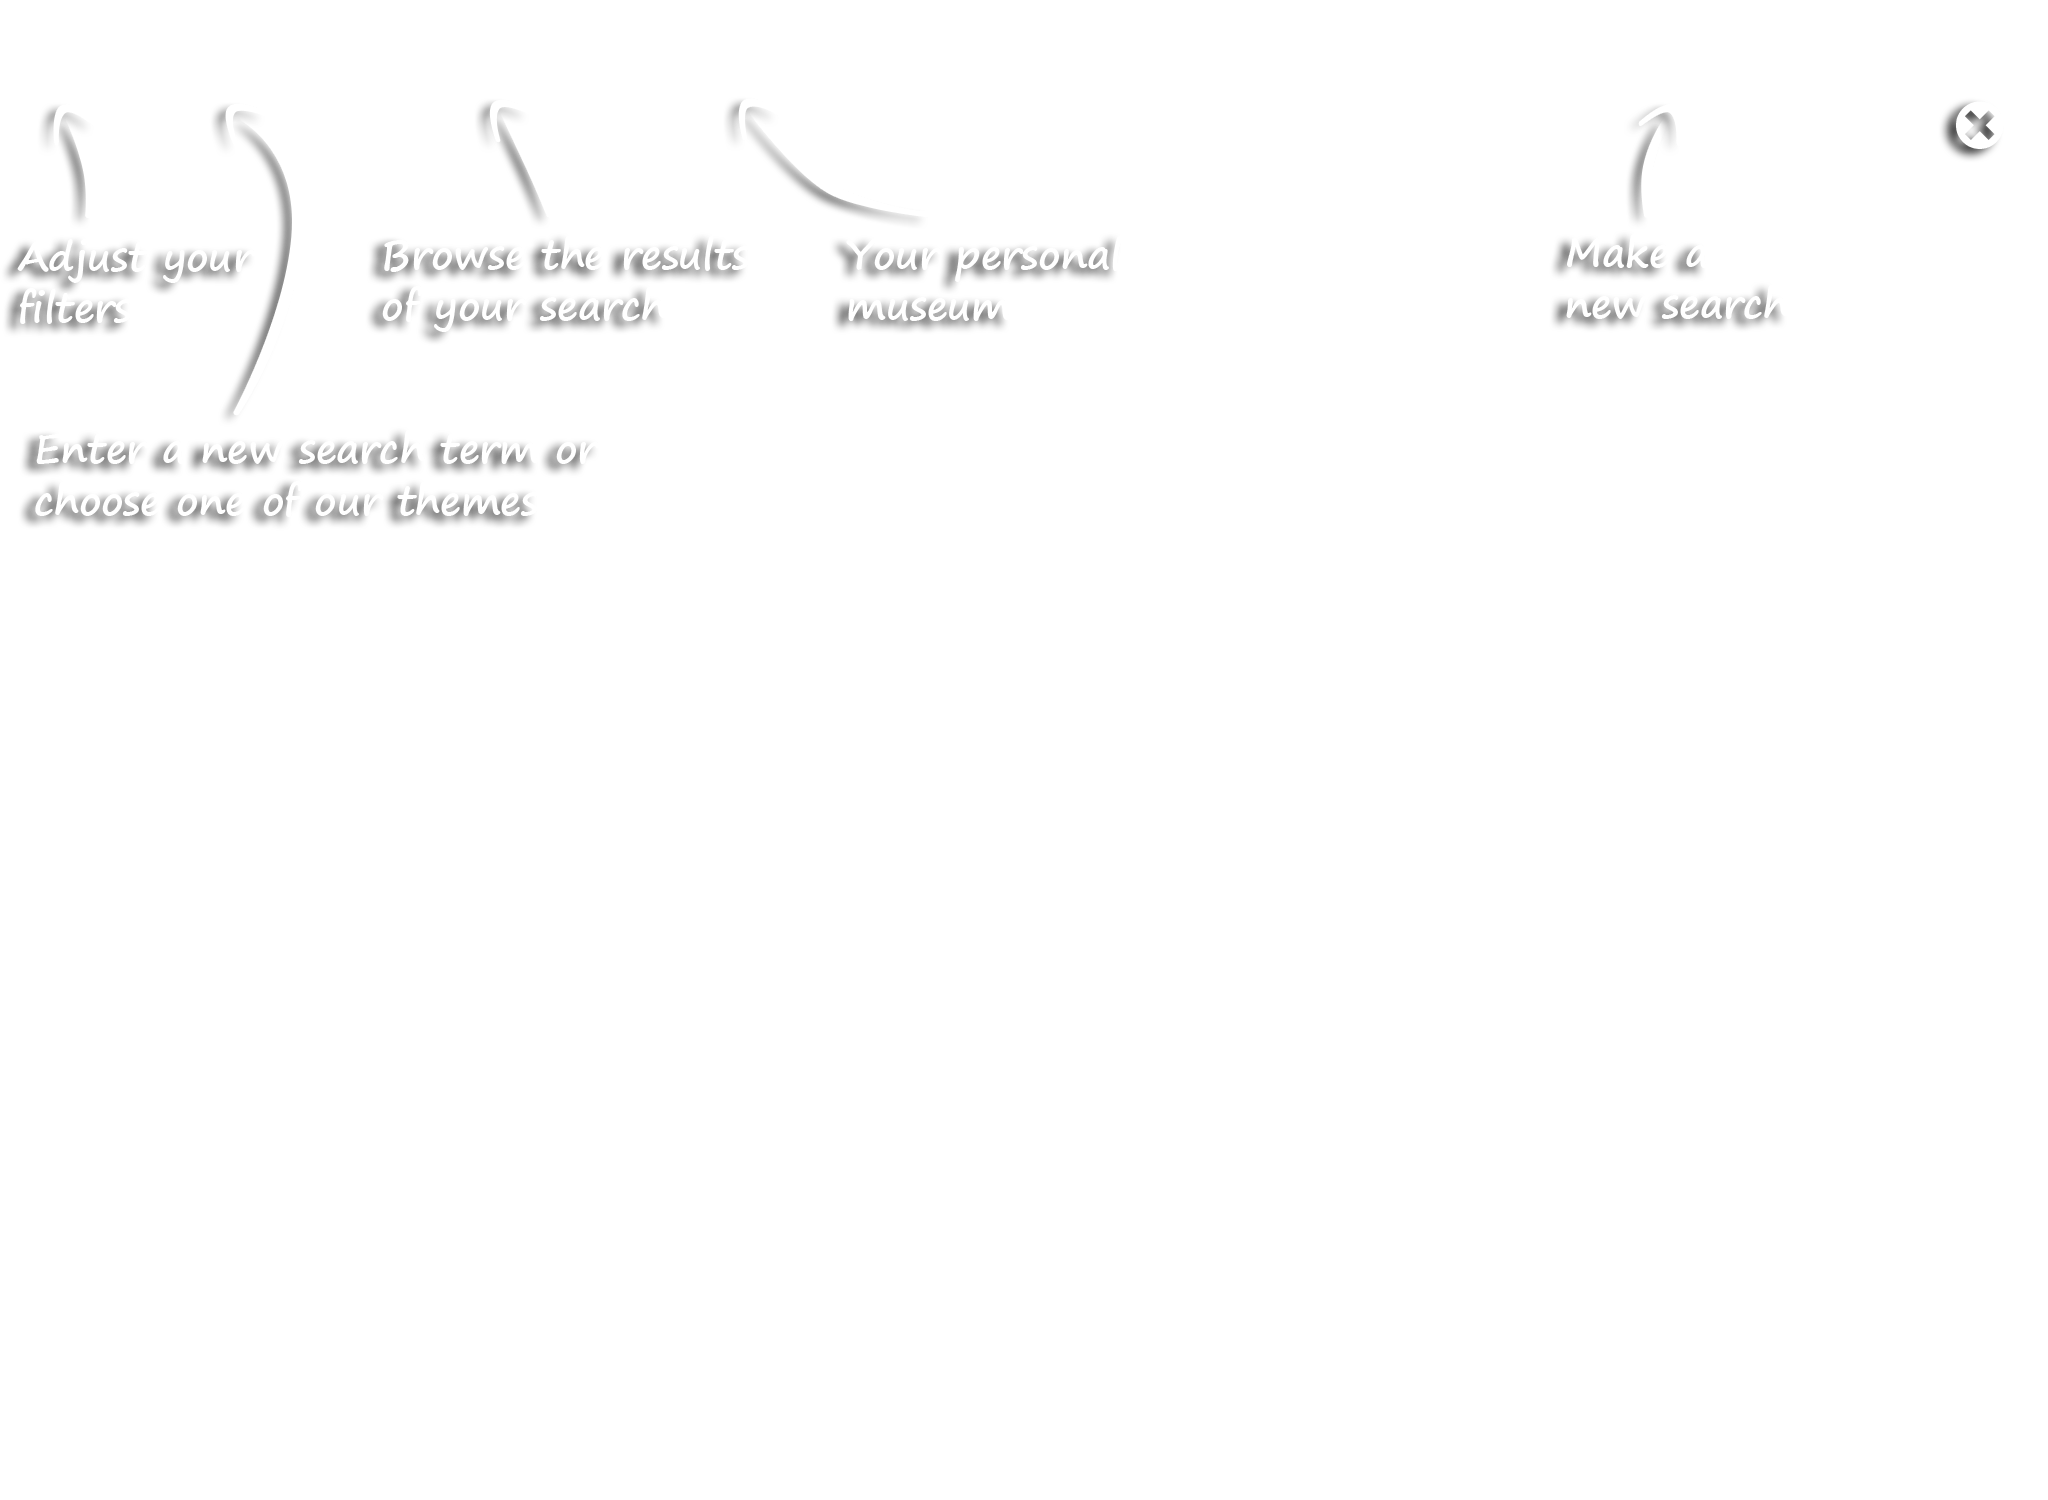 Adjust your
filters
Browse the results
of your search
Your personal
museum
Make a
new search
Enter a new search term or
choose one of our themes